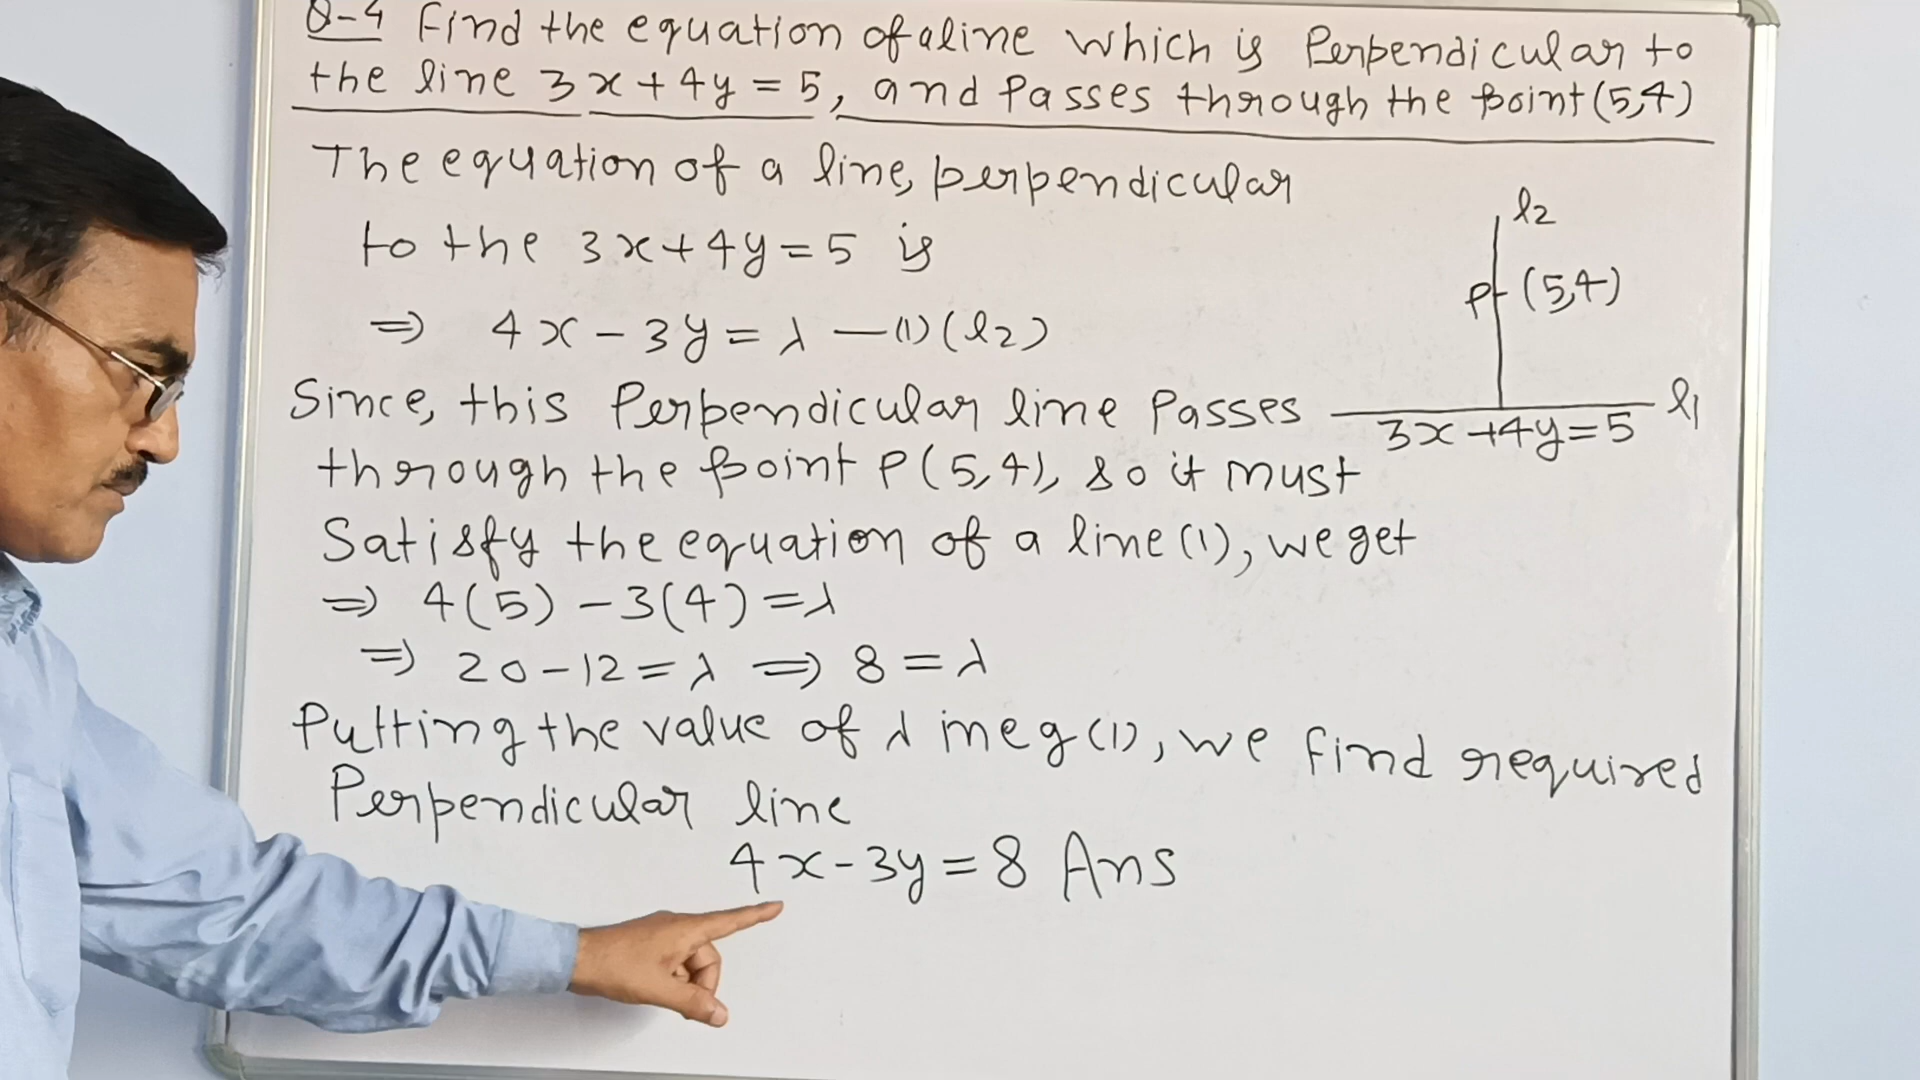 Q-4 Find the equation of a line which is Perpendicular to
the line 3x+4y=5, and Passes through the point (5,4)
The equation of a line, perpendicular
to the 3x+4y=5 is
⇒ 4x-3y=λ —(1)(l2)
Since, this Perpendicular line Passes
through the point P(5,4), so it must
Satisfy the equation of a line (1), we get
⇒ 4(5)-3(4)=λ
⇒ 20-12=λ ⇒ 8=λ
Putting the value of λ in eq (1), we find required
Perpendicular line
4x-3y=8 Ans
l2
P (5,4)
l1
3x+4y=5